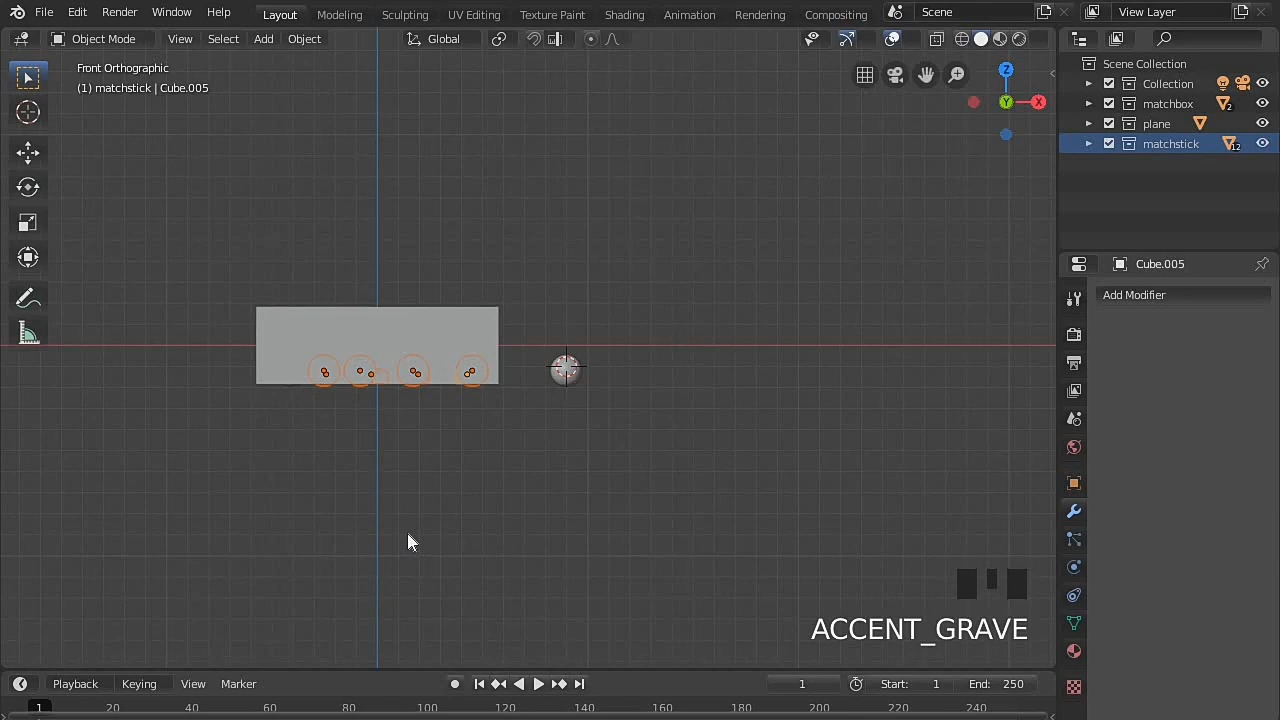 File Edit Render Window Help Layout Modeling Sculpting UV Editing Texture Paint Shading Animation Rendering Compositing Scene View Layer
Object Mode View Select Add Object Global
Front Orthographic
(1) matchstick | Cube.005
Z
Y
X
Scene Collection
Collection
matchbox 2
plane
matchstick 12
Cube.005
Add Modifier
ACCENT_GRAVE
Playback Keying View Marker 1 Start: 1 End: 250
1 20 40 60 80 100 120 140 160 180 200 220 240